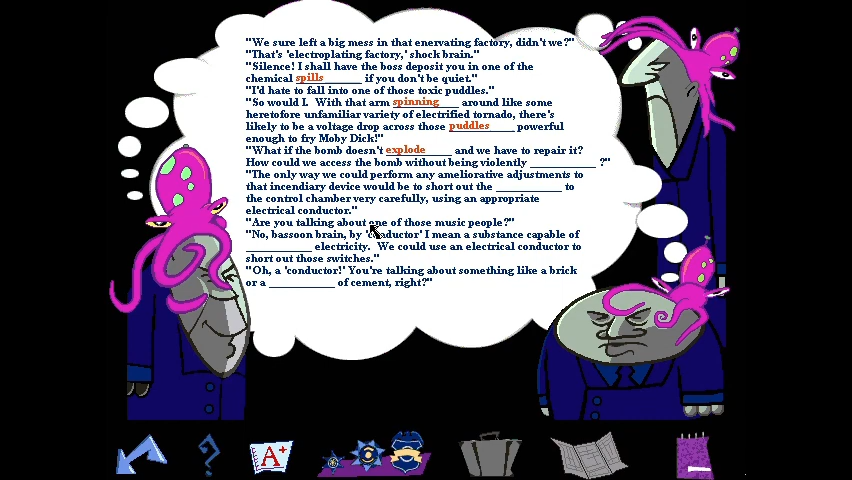 "We sure left a big mess in that enervating factory, didn't we?"
"That's 'electroplating factory,' shock brain."
"Silence! I shall have the boss deposit you in one of the
chemical spills__________ if you don't be quiet."
"I'd hate to fall into one of those toxic puddles."
"So would I.  With that arm spinning____ around like some
heretofore unfamiliar variety of electrified tornado, there's
likely to be a voltage drop across those puddles_____ powerful
enough to fry Moby Dick!"
"What if the bomb doesn't explode_____ and we have to repair it?
How could we access the bomb without being violently ____________ ?"
"The only way we could perform any ameliorative adjustments to
that incendiary device would be to short out the ____________ to
the control chamber very carefully, using an appropriate
electrical conductor."
"Are you talking about one of those music people?"
"No, bassoon brain, by 'conductor' I mean a substance capable of
____________ electricity.  We could use an electrical conductor to
short out those switches."
"Oh, a 'conductor!' You're talking about something like a brick
or a ____________ of cement, right?"
A+